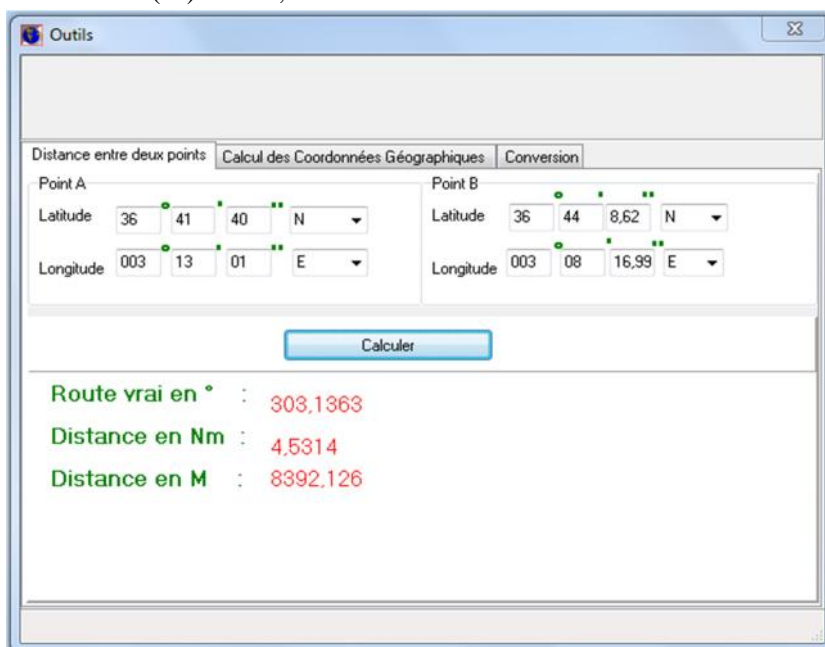 Outils
Distance entre deux points Calcul des Coordonnées Géographiques Conversion
Point A Point B
Latitude 36 ° 41 ' 40 '' N Latitude 36 ° 44 ' 8,62 '' N
Longitude 003 ° 13 ' 01 '' E Longitude 003 ° 08 ' 16,99 '' E
Calculer
Route vrai en ° : 303,1363
Distance en Nm : 4,5314
Distance en M : 8392,126